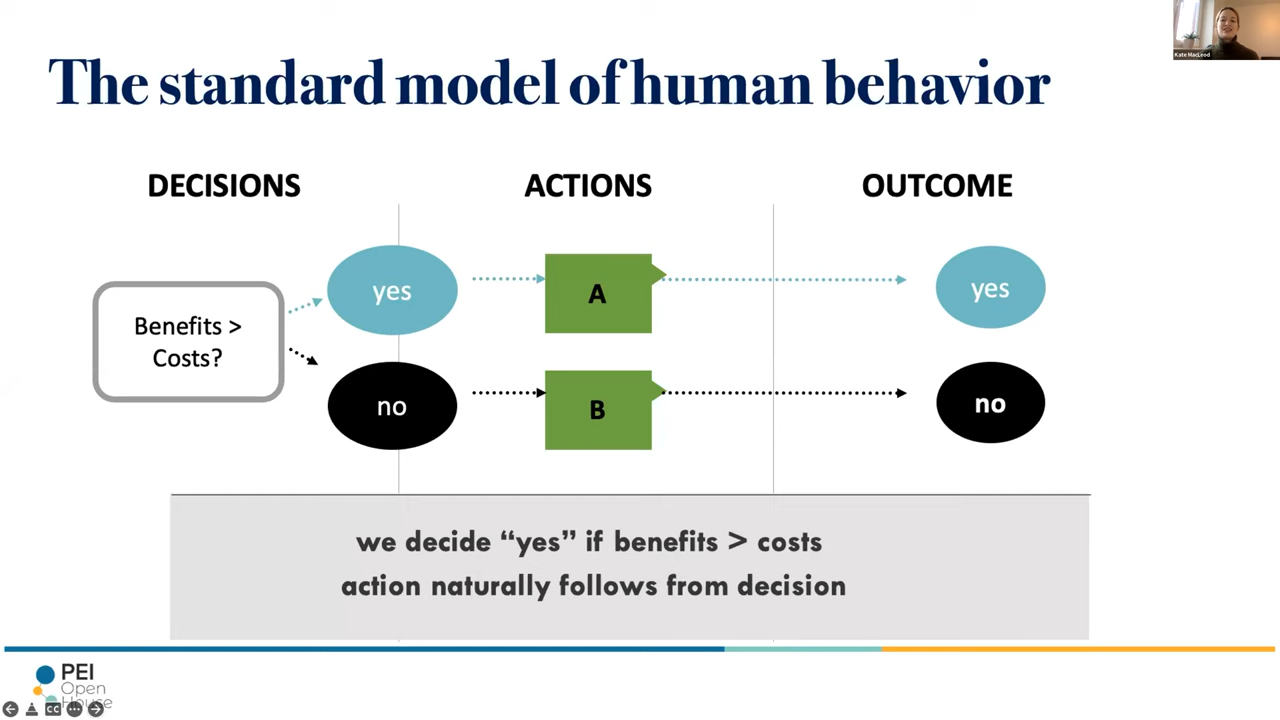 Kate MacLeod
The standard model of human behavior
DECISIONS
ACTIONS
OUTCOME
Benefits >
Costs?
yes
A
yes
no
B
no
we decide “yes” if benefits > costs
action naturally follows from decision
PEI
Open
House
CC